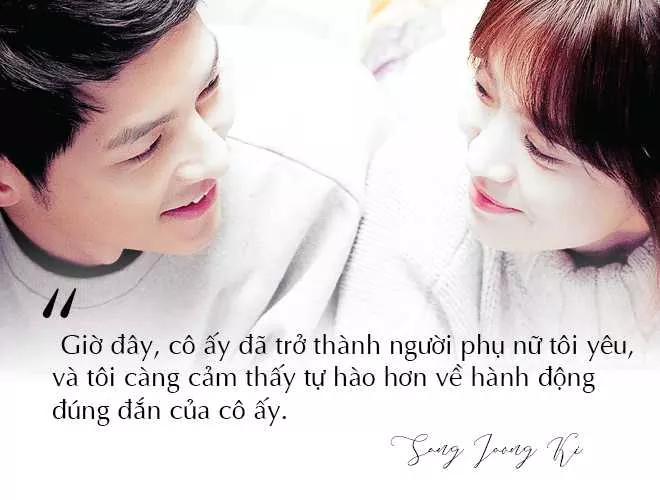 "
Giờ đây, cô ấy đã trở thành người phụ nữ tôi yêu,
và tôi càng cảm thấy tự hào hơn về hành động
đúng đắn của cô ấy.
Song Joong Ki